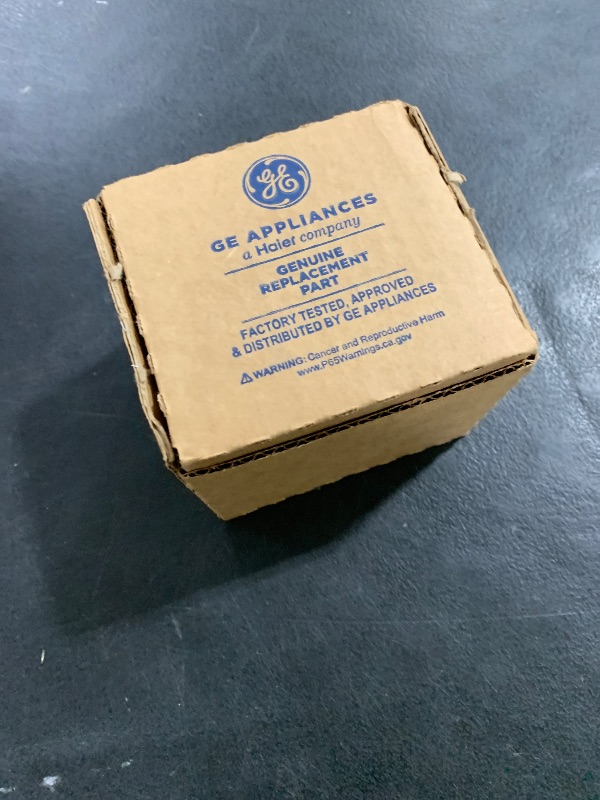 GE
GE APPLIANCES
a Haier company
GENUINE
REPLACEMENT
PART
FACTORY TESTED, APPROVED
& DISTRIBUTED BY GE APPLIANCES
⚠ WARNING: Cancer and Reproductive Harm
www.P65Warnings.ca.gov